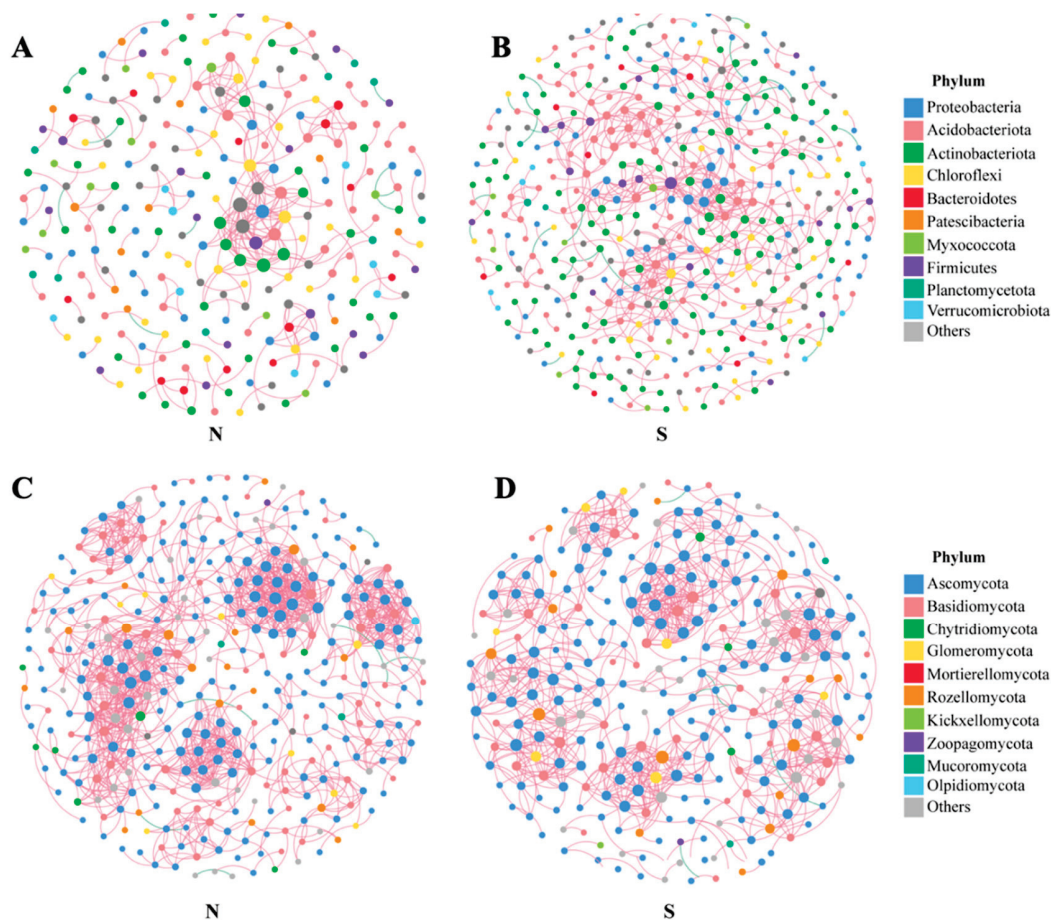 A
B
Phylum
Proteobacteria
Acidobacteriota
Actinobacteriota
Chloroflexi
Bacteroidotes
Patescibacteria
Myxococcota
Firmicutes
Planctomycetota
Verrucomicrobiota
Others
N
S
C
D
Phylum
Ascomycota
Basidiomycota
Chytridiomycota
Glomeromycota
Mortierellomycota
Rozellomycota
Kickxellomycota
Zoopagomycota
Mucoromycota
Olpidiomycota
Others
N
S